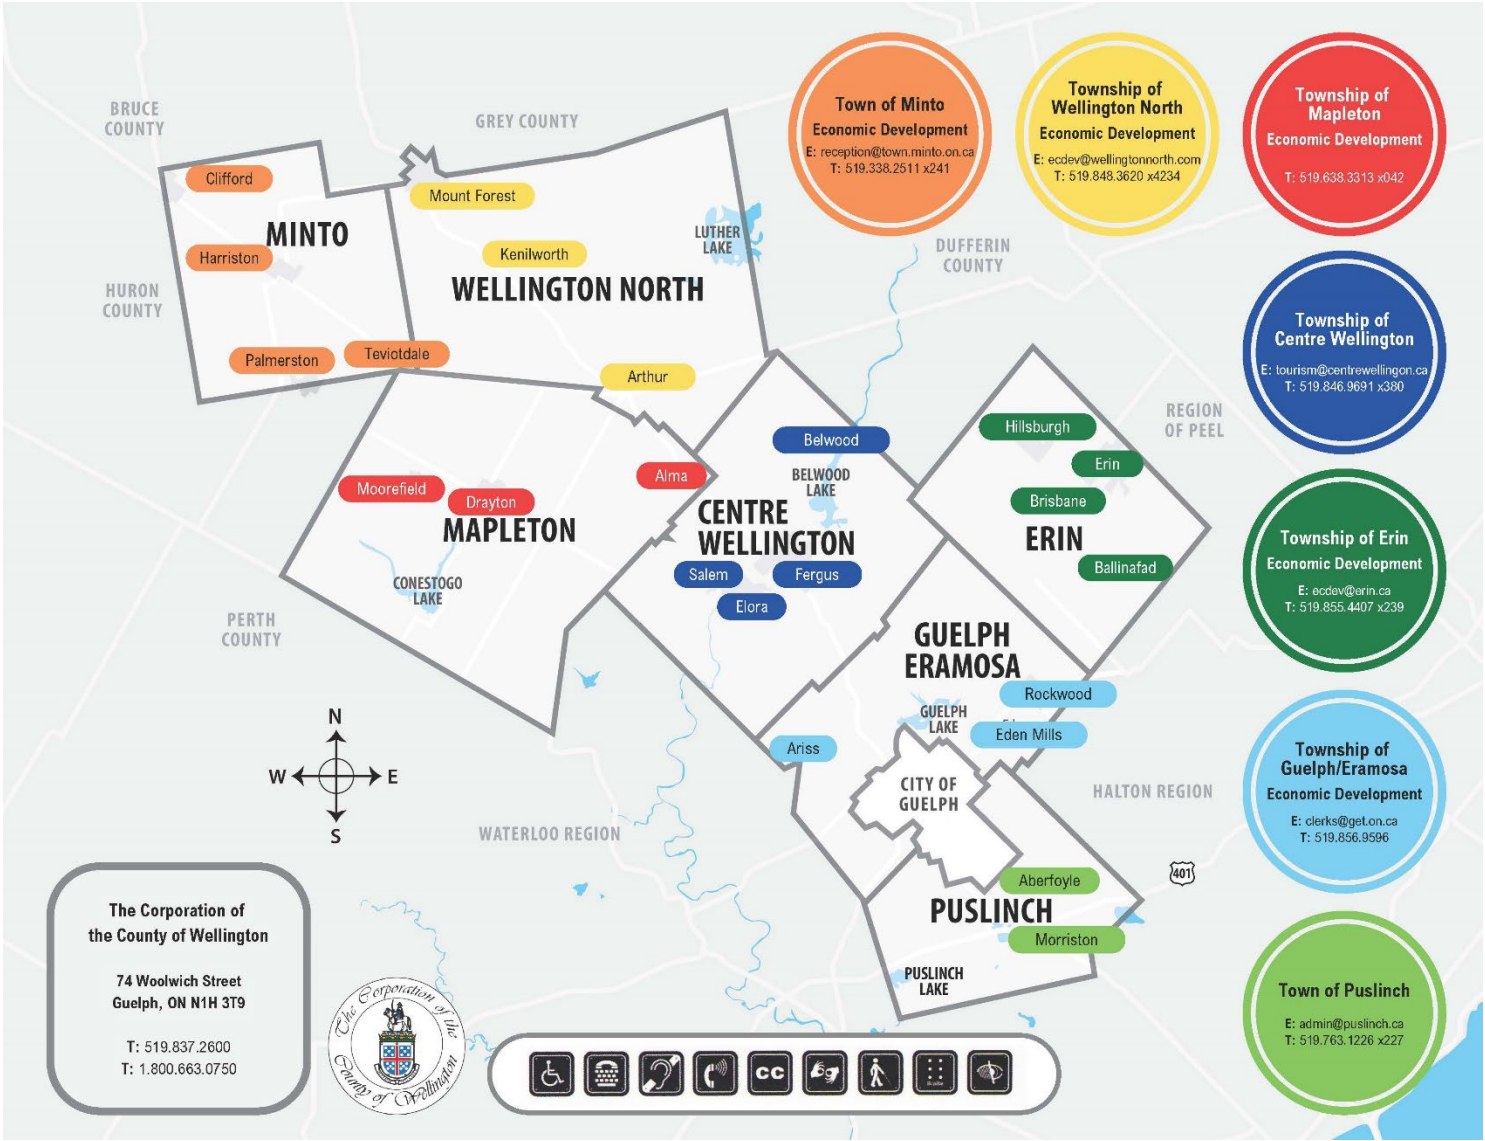 BRUCE
COUNTY
GREY COUNTY
HURON
COUNTY
DUFFERIN
COUNTY
REGION
OF PEEL
PERTH
COUNTY
WATERLOO REGION
HALTON REGION
MINTO
Clifford
Harriston
Palmerston
Teviotdale
WELLINGTON NORTH
Mount Forest
Kenilworth
Arthur
LUTHER
LAKE
MAPLETON
Moorefield
Drayton
Alma
CONESTOGO
LAKE
CENTRE
WELLINGTON
Belwood
BELWOOD
LAKE
Salem
Fergus
Elora
ERIN
Hillsburgh
Erin
Brisbane
Ballinafad
GUELPH
ERAMOSA
Rockwood
GUELPH
LAKE
Eden Mills
Ariss
CITY OF
GUELPH
PUSLINCH
Aberfoyle
Morriston
PUSLINCH
LAKE
401
N
W E
S
Town of Minto
Economic Development
E: reception@town.minto.on.ca
T: 519.338.2511 x241
Township of
Wellington North
Economic Development
E: ecdev@wellingtonnorth.com
T: 519.848.3620 x4234
Township of
Mapleton
Economic Development
T: 519.638.3313 x042
Township of
Centre Wellington
E: tourism@centrewellingon.ca
T: 519.846.9691 x380
Township of Erin
Economic Development
E: ecdev@erin.ca
T: 519.855.4407 x239
Township of
Guelph/Eramosa
Economic Development
E: clerks@get.on.ca
T: 519.856.9596
Town of Puslinch
E: admin@puslinch.ca
T: 519.763.1226 x227
The Corporation of
the County of Wellington
74 Woolwich Street
Guelph, ON N1H 3T9
T: 519.837.2600
T: 1.800.663.0750
The Corporation of the
County of Wellington
CC
Braille